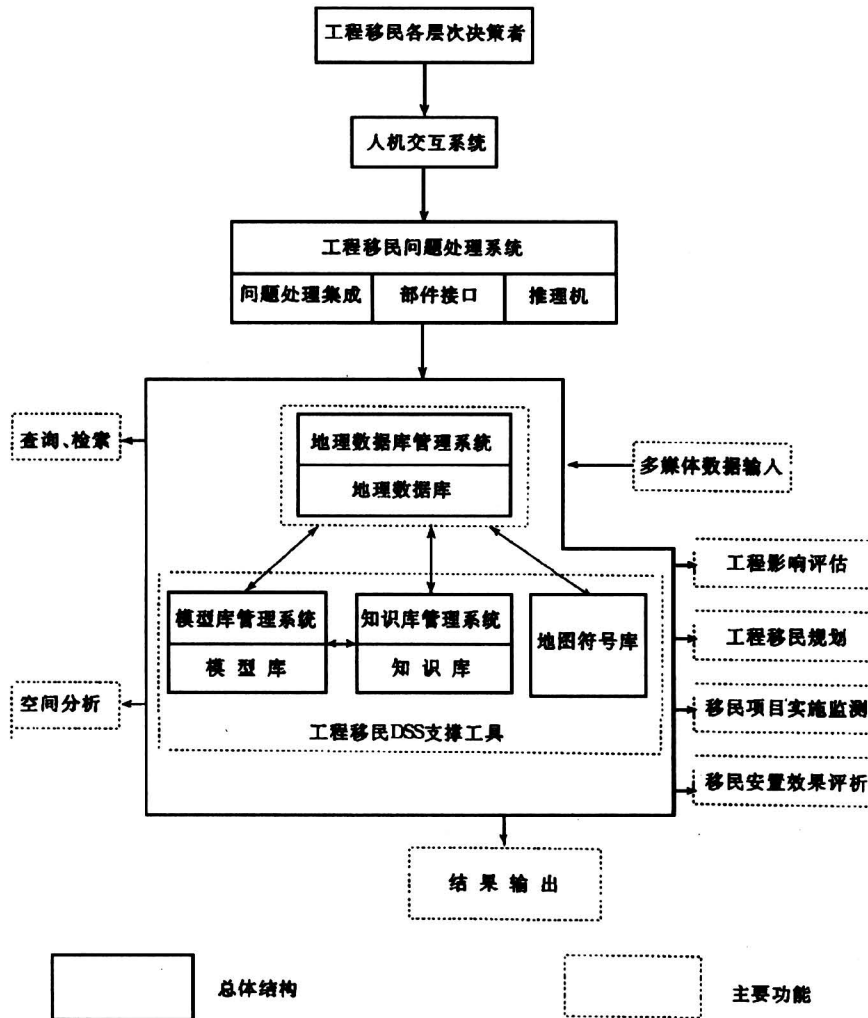 工程移民各层次决策者
人机交互系统
工程移民问题处理系统
问题处理集成
部件接口
推理机
查询、检索
地理数据库管理系统
地理数据库
多媒体数据输入
工程影响评估
模型库管理系统
知识库管理系统
地图符号库
工程移民规划
模 型 库
知 识 库
空间分析
工程移民DSS支撑工具
移民项目实施监测
移民安置效果评析
结 果 输 出
总体结构
主要功能